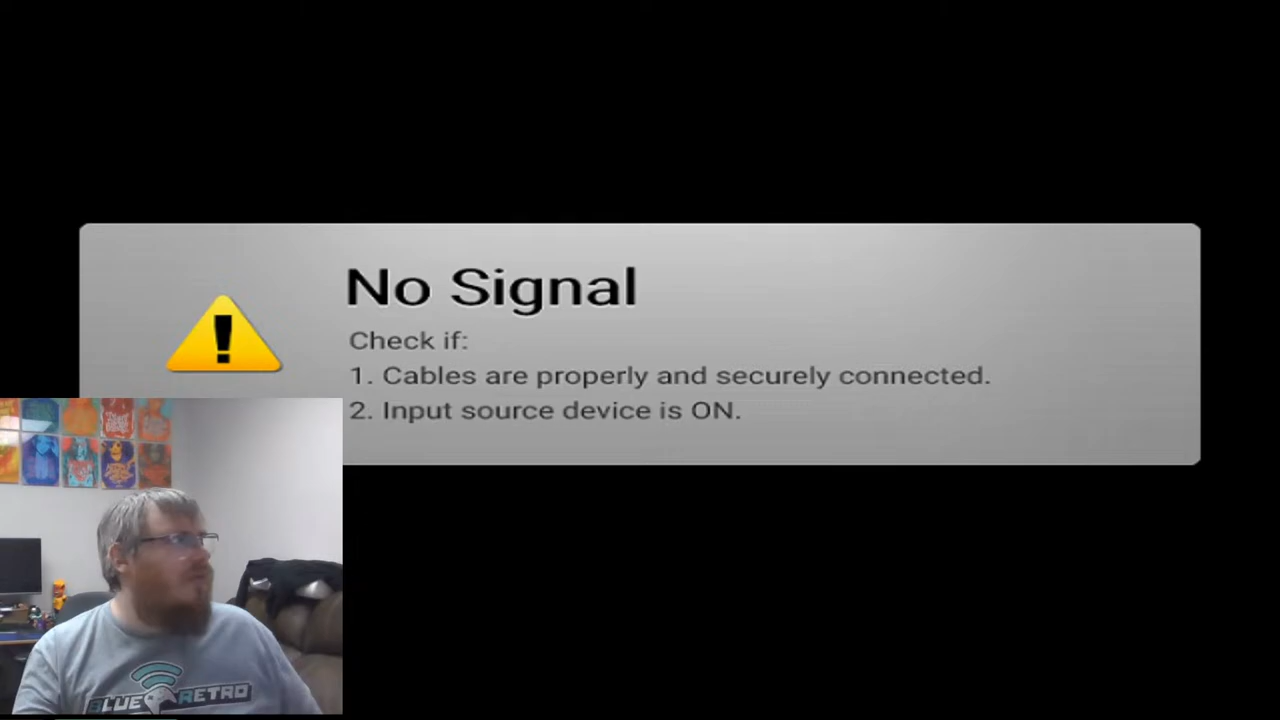 No Signal
Check if:
1. Cables are properly and securely connected.
2. Input source device is ON.
BLUE RETRO